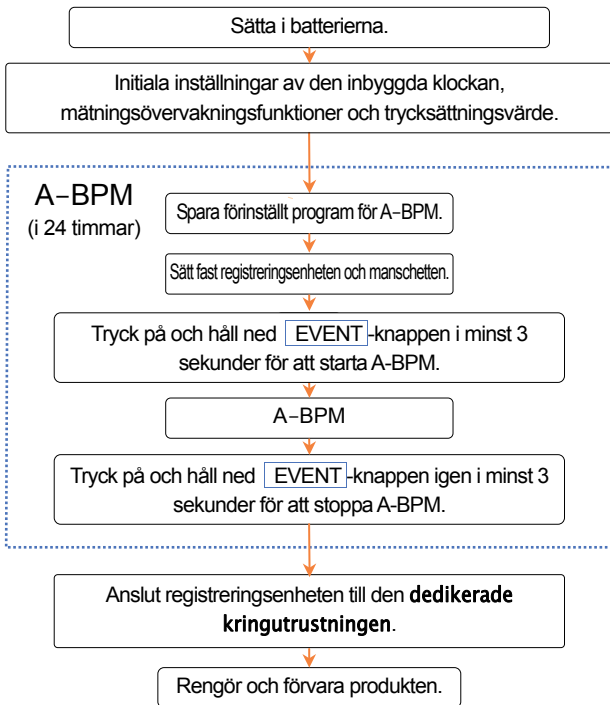 Sätta i batterierna.
Initiala inställningar av den inbyggda klockan,
mätningsövervakningsfunktioner och trycksättningsvärde.
A-BPM
(i 24 timmar)
Spara förinställt program för A-BPM.
Sätt fast registreringsenheten och manschetten.
Tryck på och håll ned EVENT-knappen i minst 3
sekunder för att starta A-BPM.
A-BPM
Tryck på och håll ned EVENT-knappen igen i minst 3
sekunder för att stoppa A-BPM.
Anslut registreringsenheten till den dedikerade
kringutrustningen.
Rengör och förvara produkten.